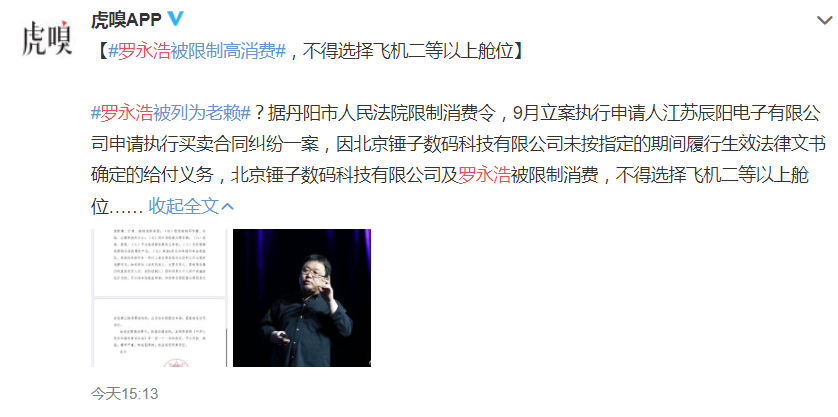 虎嗅
虎嗅APP
【#罗永浩被限制高消费#，不得选择飞机二等以上舱位】
#罗永浩被列为老赖#？据丹阳市人民法院限制消费令，9月立案执行申请人江苏辰阳电子有限公
司申请执行买卖合同纠纷一案，因北京锤子数码科技有限公司未按指定的期间履行生效法律文书
确定的给付义务，北京锤子数码科技有限公司及罗永浩被限制消费，不得选择飞机二等以上舱
位…… 收起全文
今天15:13